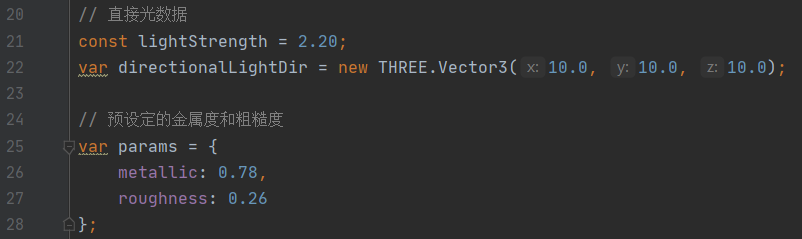 20 // 直接光数据
21 const lightStrength = 2.20;
22 var directionalLightDir = new THREE.Vector3( x: 10.0, y: 10.0, z: 10.0);
23
24 // 预设定的金属度和粗糙度
25 var params = {
26 metallic: 0.78,
27 roughness: 0.26
28 };